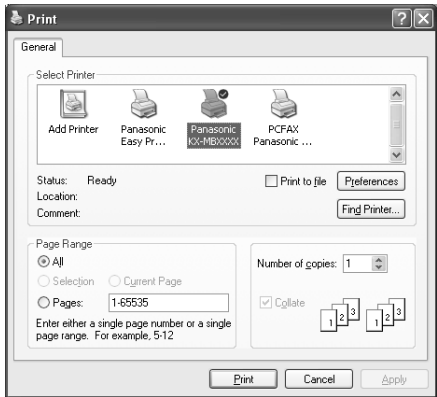 Print
General
Select Printer
Add Printer
Panasonic Easy Pr...
Panasonic KX-MBXXXX
PCFAX Panasonic ...
Status: Ready
Print to file
Preferences
Location:
Comment:
Find Printer...
Page Range
All
Selection
Current Page
Pages: 1-65535
Enter either a single page number or a single
page range. For example, 5-12
Number of copies: 1
Collate
1 2 3 1 2 3
Print
Cancel
Apply